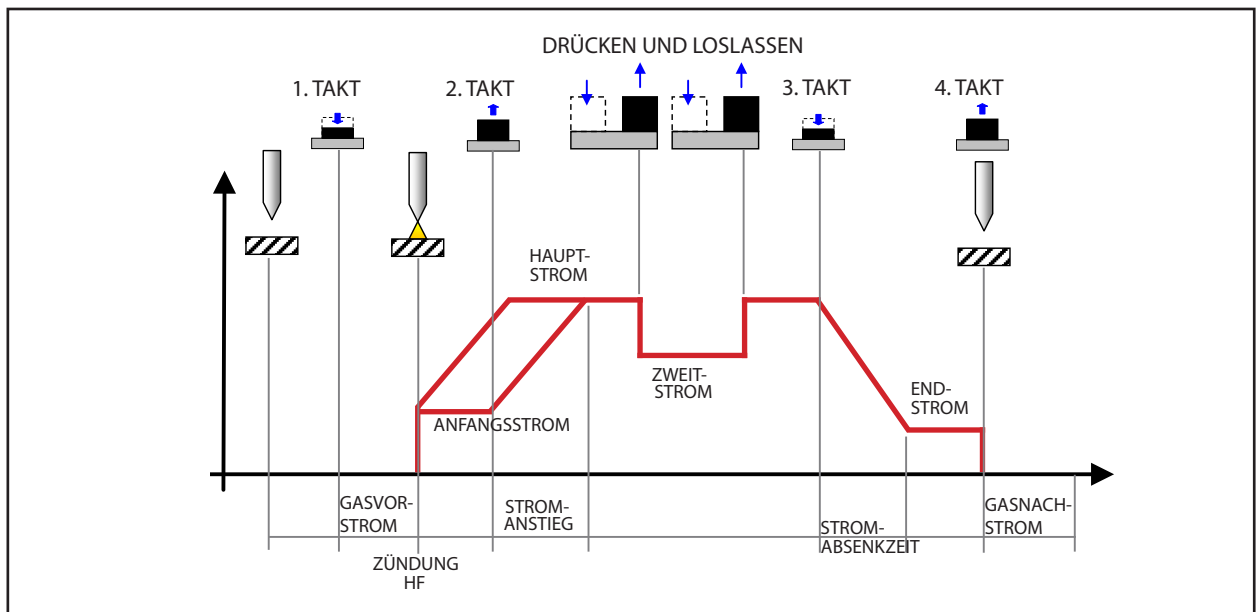 DRÜCKEN UND LOSLASSEN
1. TAKT
2. TAKT
3. TAKT
4. TAKT
HAUPT-
STROM
ZWEIT-
STROM
END-
STROM
ANFANGSSTROM
GASVOR-
STROM
STROM-
ANSTIEG
STROM-
ABSENKZEIT
GASNACH-
STROM
ZÜNDUNG
HF